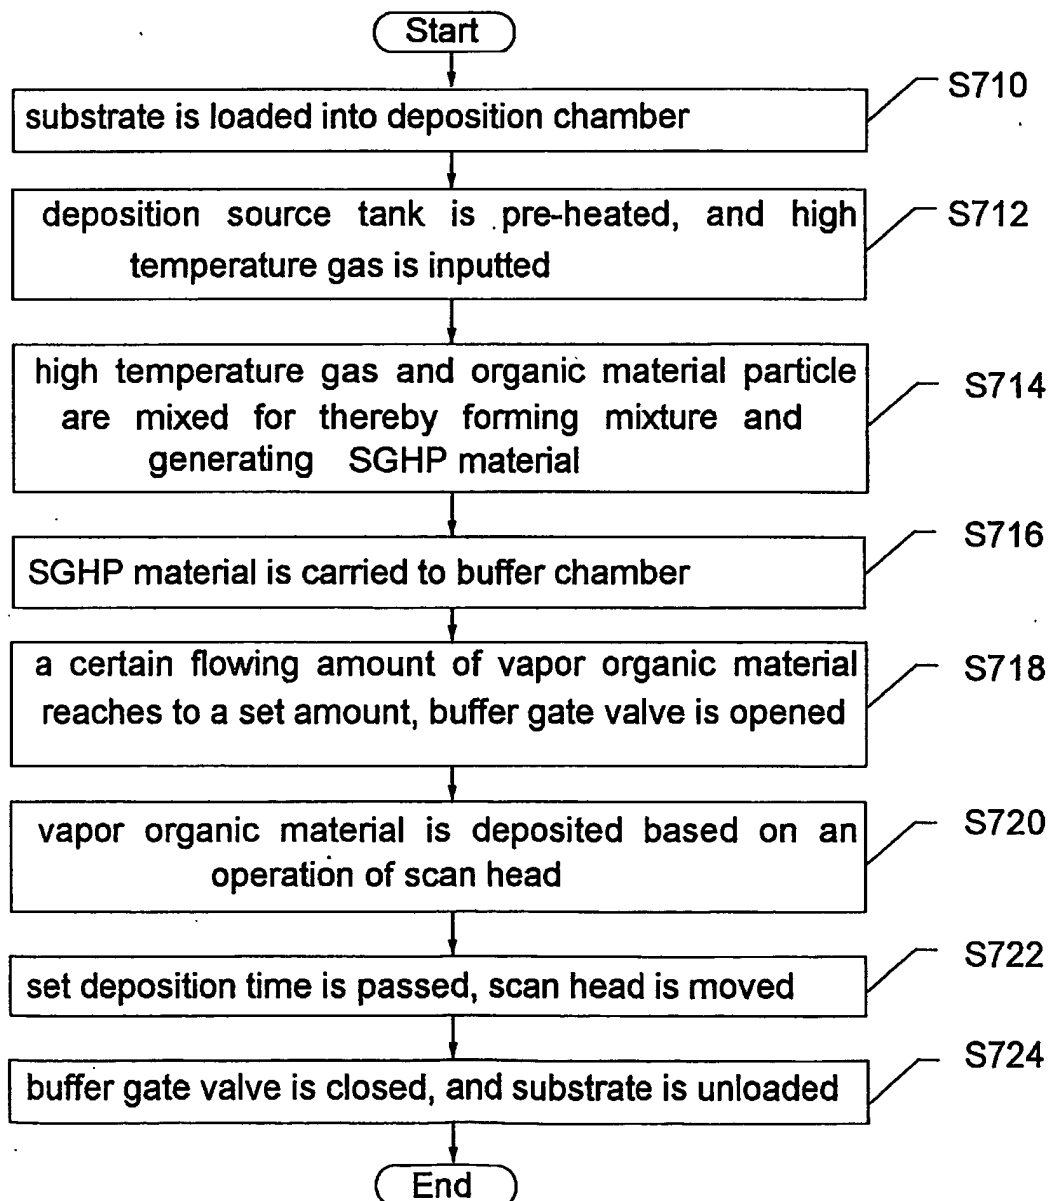 Start
substrate is loaded into deposition chamber
S710
deposition source tank is pre-heated, and high
temperature gas is inputted
S712
high temperature gas and organic material particle
are mixed for thereby forming mixture and
generating SGHP material
S714
SGHP material is carried to buffer chamber
S716
a certain flowing amount of vapor organic material
reaches to a set amount, buffer gate valve is opened
S718
vapor organic material is deposited based on an
operation of scan head
S720
set deposition time is passed, scan head is moved
S722
buffer gate valve is closed, and substrate is unloaded
S724
End